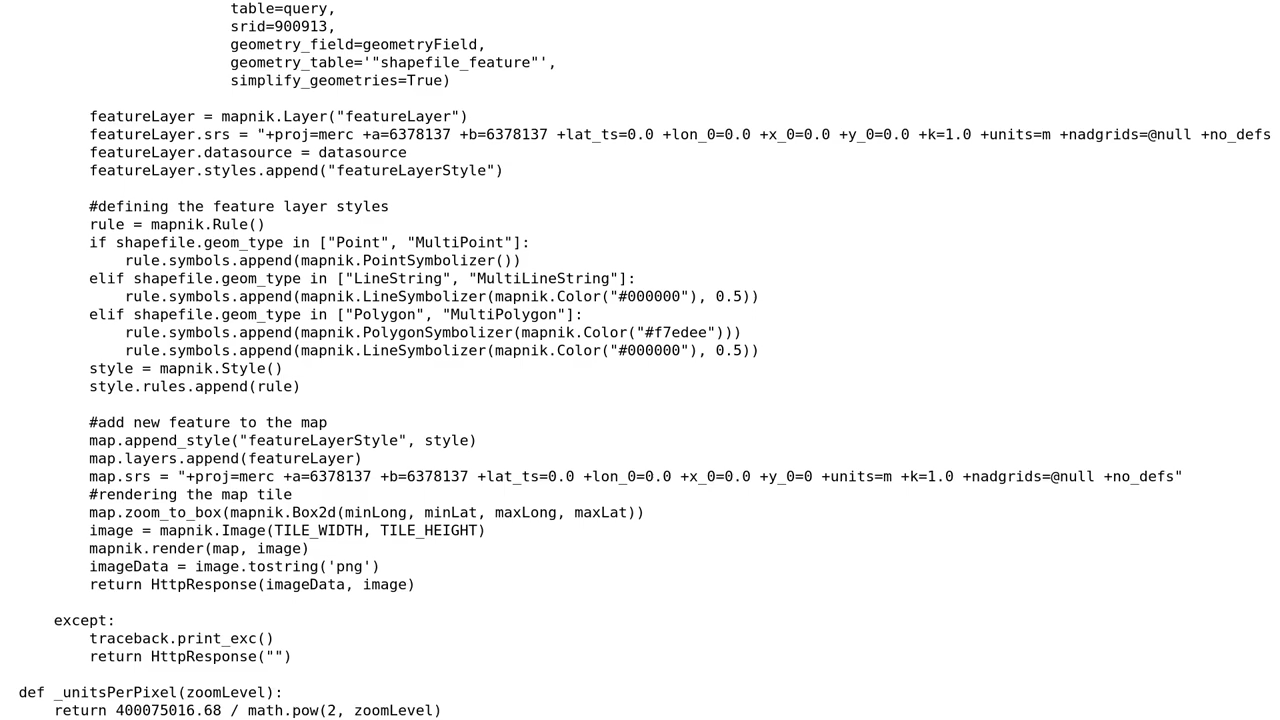 table=query,
srid=900913,
geometry_field=geometryField,
geometry_table='"shapefile_feature"',
simplify_geometries=True)
featureLayer = mapnik.Layer("featureLayer")
featureLayer.srs = "+proj=merc +a=6378137 +b=6378137 +lat_ts=0.0 +lon_0=0.0 +x_0=0.0 +y_0=0.0 +k=1.0 +units=m +nadgrids=@null +no_defs
featureLayer.datasource = datasource
featureLayer.styles.append("featureLayerStyle")
#defining the feature layer styles
rule = mapnik.Rule()
if shapefile.geom_type in ["Point", "MultiPoint"]:
rule.symbols.append(mapnik.PointSymbolizer())
elif shapefile.geom_type in ["LineString", "MultiLineString"]:
rule.symbols.append(mapnik.LineSymbolizer(mapnik.Color("#000000"), 0.5))
elif shapefile.geom_type in ["Polygon", "MultiPolygon"]:
rule.symbols.append(mapnik.PolygonSymbolizer(mapnik.Color("#f7edee")))
rule.symbols.append(mapnik.LineSymbolizer(mapnik.Color("#000000"), 0.5))
style = mapnik.Style()
style.rules.append(rule)
#add new feature to the map
map.append_style("featureLayerStyle", style)
map.layers.append(featureLayer)
map.srs = "+proj=merc +a=6378137 +b=6378137 +lat_ts=0.0 +lon_0=0.0 +x_0=0.0 +y_0=0 +units=m +k=1.0 +nadgrids=@null +no_defs"
#rendering the map tile
map.zoom_to_box(mapnik.Box2d(minLong, minLat, maxLong, maxLat))
image = mapnik.Image(TILE_WIDTH, TILE_HEIGHT)
mapnik.render(map, image)
imageData = image.tostring('png')
return HttpResponse(imageData, image)
except:
traceback.print_exc()
return HttpResponse("")
def _unitsPerPixel(zoomLevel):
return 400075016.68 / math.pow(2, zoomLevel)